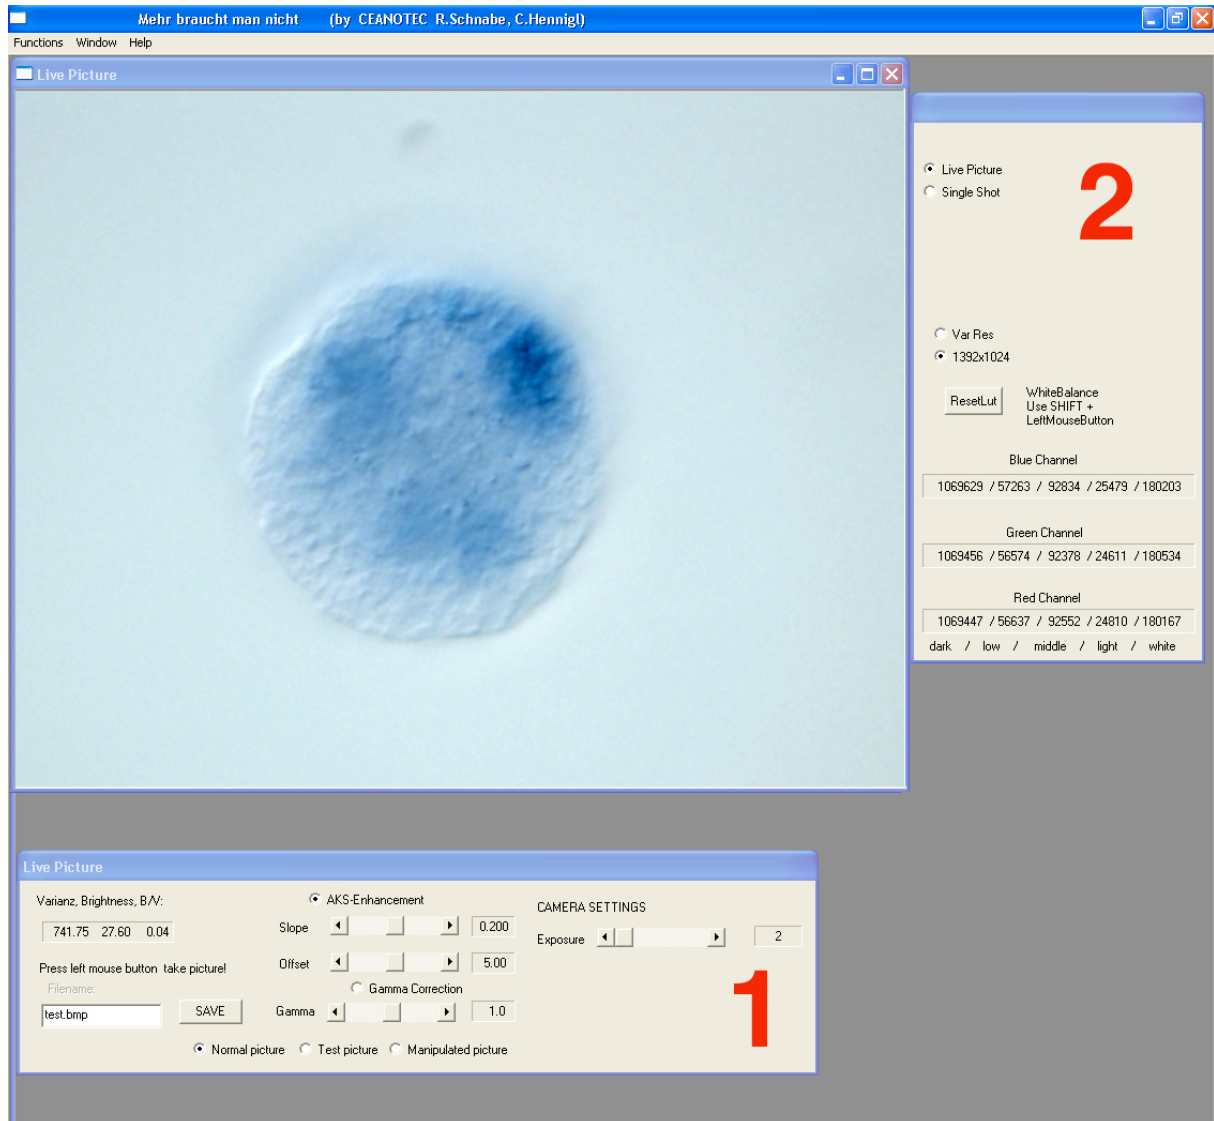 Mehr braucht man nicht (by CEANOTEC R.Schnabe, C.Hennigl)
Functions Window Help
Live Picture
Live Picture
Single Shot
2
Var Res
1392x1024
ResetLut
WhiteBalance
Use SHIFT +
LeftMouseButton
Blue Channel
1069629 / 57263 / 92834 / 25479 / 180203
Green Channel
1069456 / 56574 / 92378 / 24611 / 180534
Red Channel
1069447 / 56637 / 92552 / 24810 / 180167
dark / low / middle / light / white
Live Picture
Varianz, Brightness, B/V:
741.75 27.60 0.04
Press left mouse button take picture!
Filename:
test.bmp
SAVE
AKS-Enhancement
Slope 0.200
Offset 5.00
Gamma Correction
Gamma 1.0
Normal picture Test picture Manipulated picture
CAMERA SETTINGS
Exposure 2
1